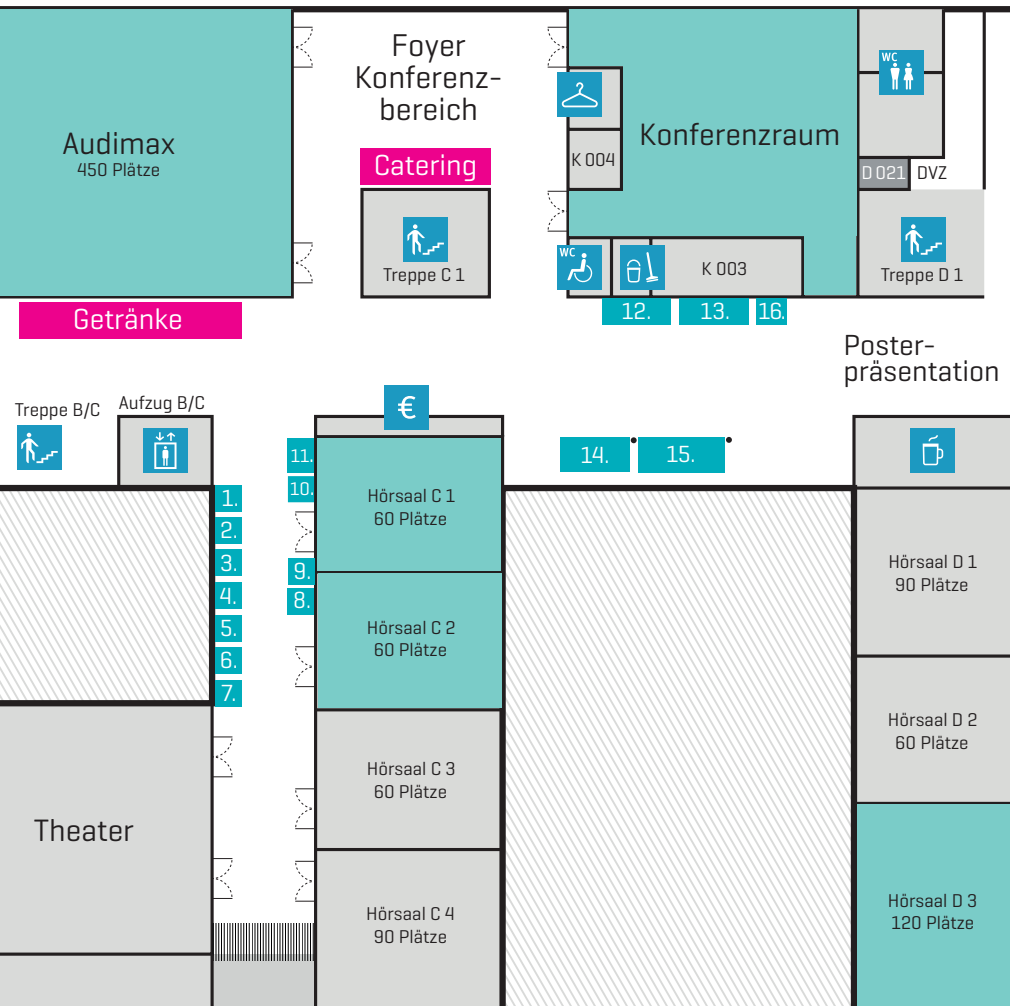 Foyer
Konferenz-
bereich
Audimax
450 Plätze
Catering
Treppe C 1
Konferenzraum
K 004
WC
D 021
DVZ
WC
K 003
Treppe D 1
Getränke
12.
13.
16.
Poster-
präsentation
Treppe B/C
Aufzug B/C
€
11.
10.
9.
8.
14.
15.
1.
2.
3.
4.
5.
6.
7.
Hörsaal C 1
60 Plätze
Hörsaal C 2
60 Plätze
Hörsaal C 3
60 Plätze
Hörsaal C 4
90 Plätze
Theater
Hörsaal D 1
90 Plätze
Hörsaal D 2
60 Plätze
Hörsaal D 3
120 Plätze